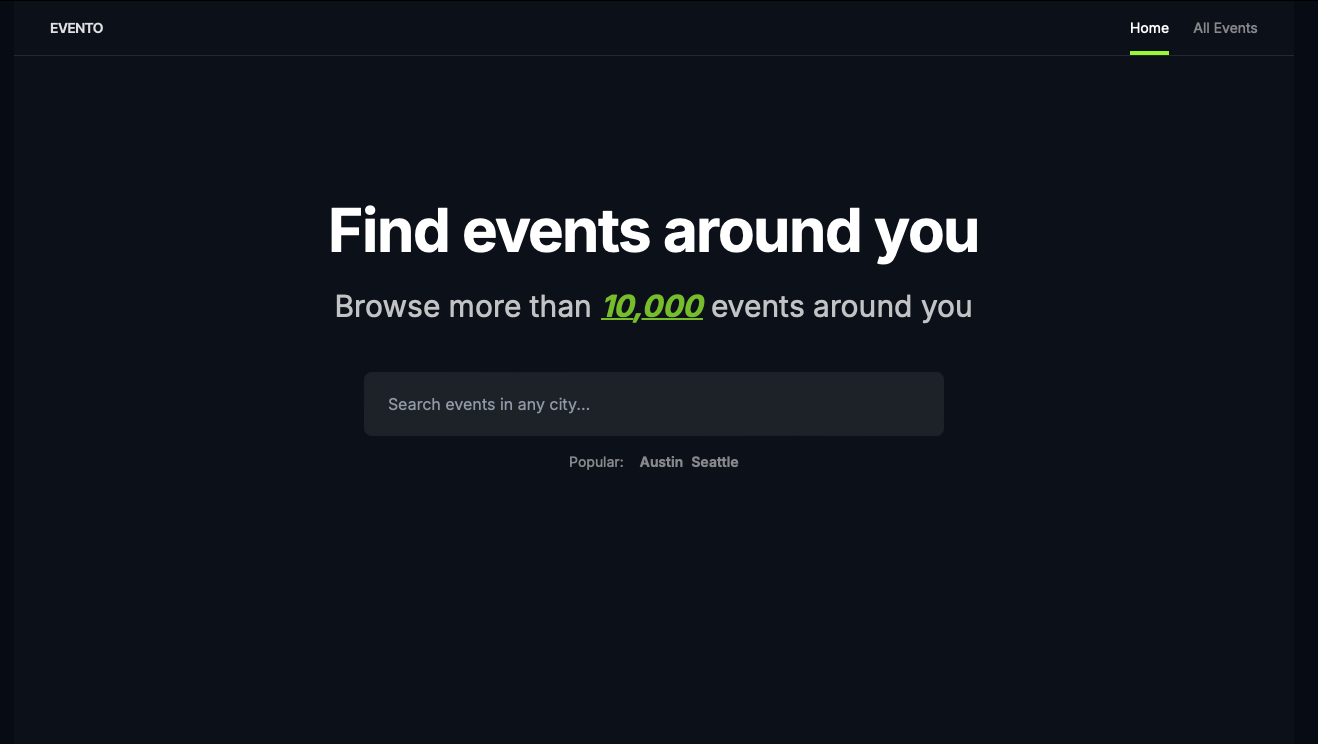 EVENTO
Home
All Events
Find events around you
Browse more than 10,000 events around you
Search events in any city...
Popular: Austin Seattle